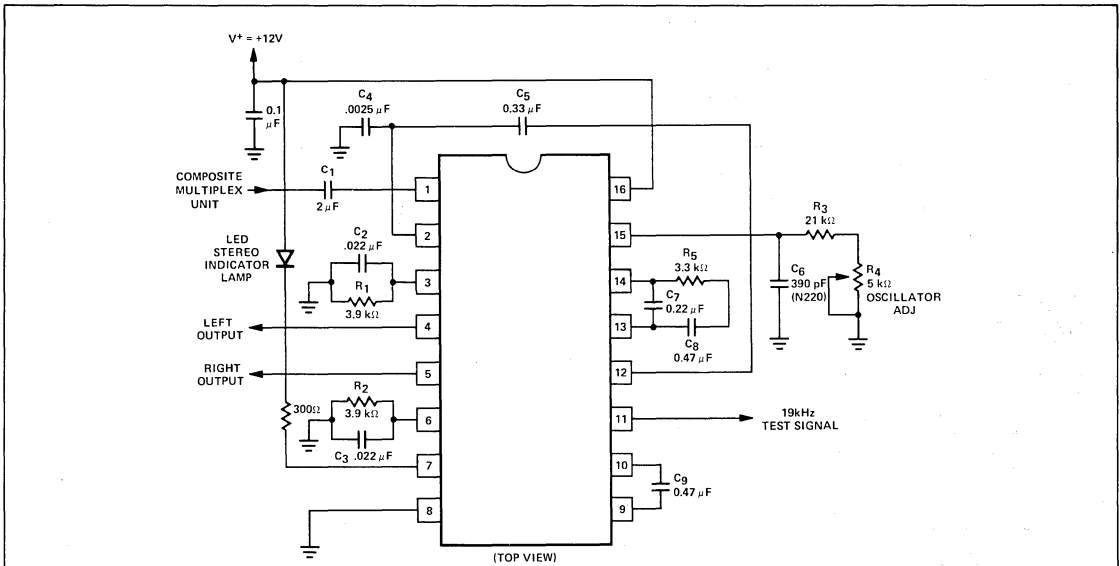 V+ = +12V
0.1
μF
C4
.0025 μF
C5
0.33 μF
COMPOSITE
MULTIPLEX
UNIT
C1
2 μF
1
16
2
15
R3
21 kΩ
LED
STEREO
INDICATOR
LAMP
C2
.022 μF
R1
3.9 kΩ
3
14
R5
3.3 kΩ
C7
0.22 μF
C6
390 pF
(N220)
R4
5 kΩ
OSCILLATOR
ADJ
LEFT
OUTPUT
4
13
C8
0.47 μF
RIGHT
OUTPUT
5
12
300Ω
R2
3.9 kΩ
C3 .022 μF
6
11
19kHz
TEST SIGNAL
7
10
C9
0.47 μF
8
9
(TOP VIEW)